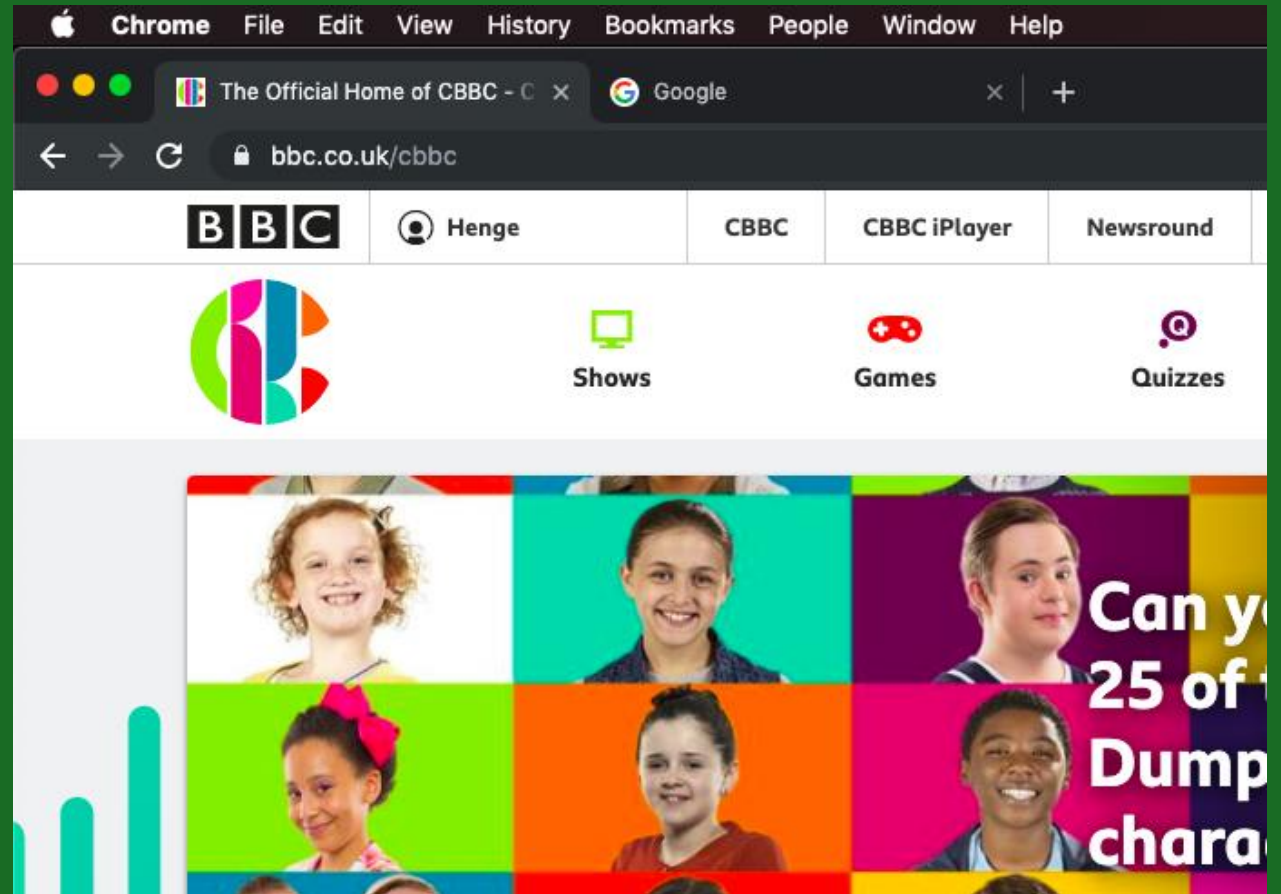 Chrome File Edit View History Bookmarks People Window Help
The Official Home of CBBC - C Google
bbc.co.uk/cbbc
BBC Henge CBBC CBBC iPlayer Newsround
Shows Games Quizzes
Can y
25 of
Dump
chara